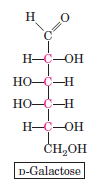 H O
C
H—C—OH
HO—C—H
HO—C—H
H—C—OH
CH₂OH
D-Galactose